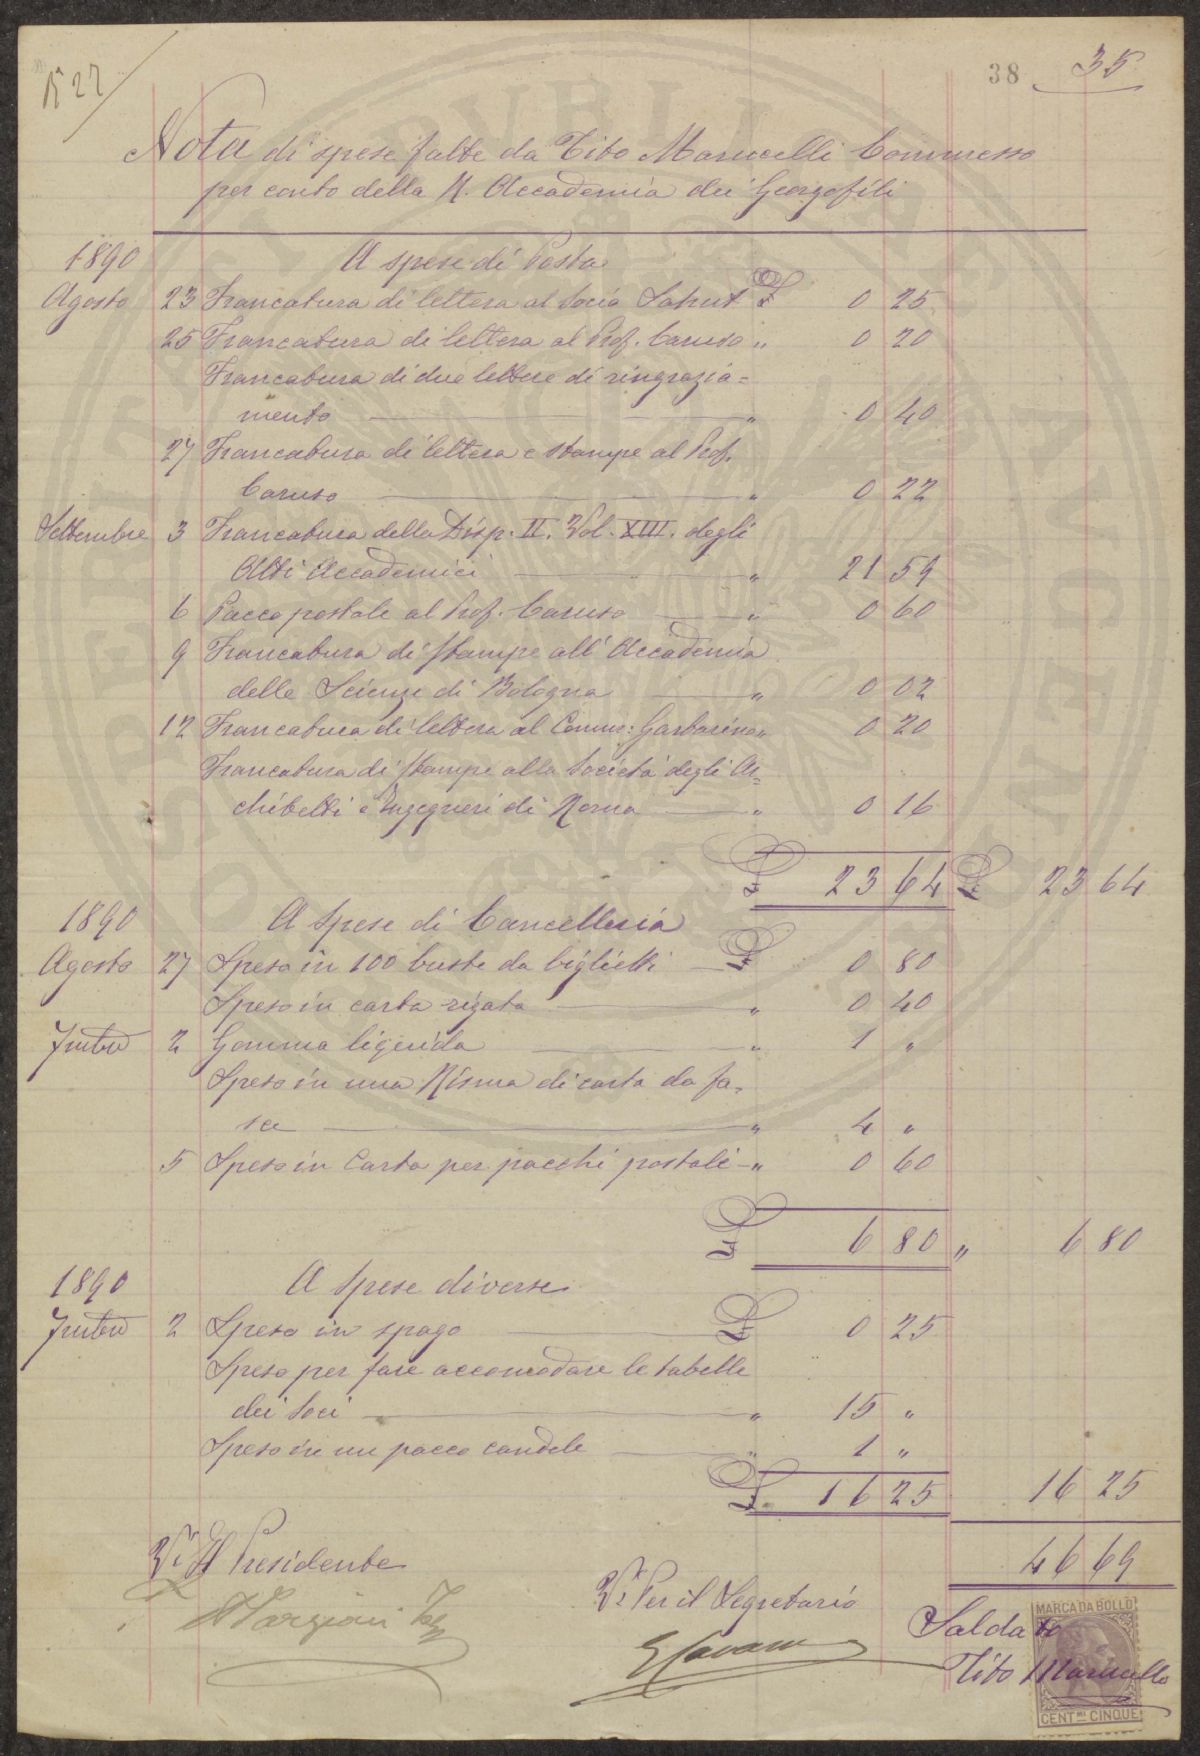 N° 27
38 35
Nota di spese fatte da Tito Marucelli Commesso
per conto della R. Accademia dei Georgofili
1890 A spese di Posta
Agosto 23 Francatura di lettera al Socio Sahut £ 0 25
25 Francatura di lettera al Prof. Caruso " 0 20
Francatura di due lettere di ringrazia=
mento " 0 40
27 Francatura di lettera e stampe al Prof.
Caruso " 0 22
Settembre 3 Francatura della Disp. II. Vol. XIII. degli
Atti Accademici " 21 59
6 Pacco postale al Prof. Caruso " 0 60
9 Francatura di stampe all'Accademia
delle Scienze di Bologna " 0 02
12 Francatura di lettera al Comm: Garbarino " 0 20
Francatura di stampe alla Società degli Ar=
chitetti e Ingegneri di Roma " 0 16
£ 23 64 £ 23 64
1890 A spese di Cancelleria
Agosto 27 Speso in 100 buste da biglietti £ 0 80
Speso in carta rigata " 0 40
7mbre 2 Gomma liquida " 1 "
Speso in una Risma di carta da fa=
sce " 4 "
5 Speso in Carta per pacchi postali " 0 60
£ 6 80 " 6 80
1890 A spese diverse
7mbre 2 Speso in spago £ 0 25
Speso per fare accomodare le tabelle
dei Soci " 15 "
Speso in un pacco candele " 1 "
£. 16 25 16 25
46 69
V° Il Presidente
V° Per il Segretario
MARCA DA BOLLO
Saldato
Tito Marucelli
CENT.MI CINQUE